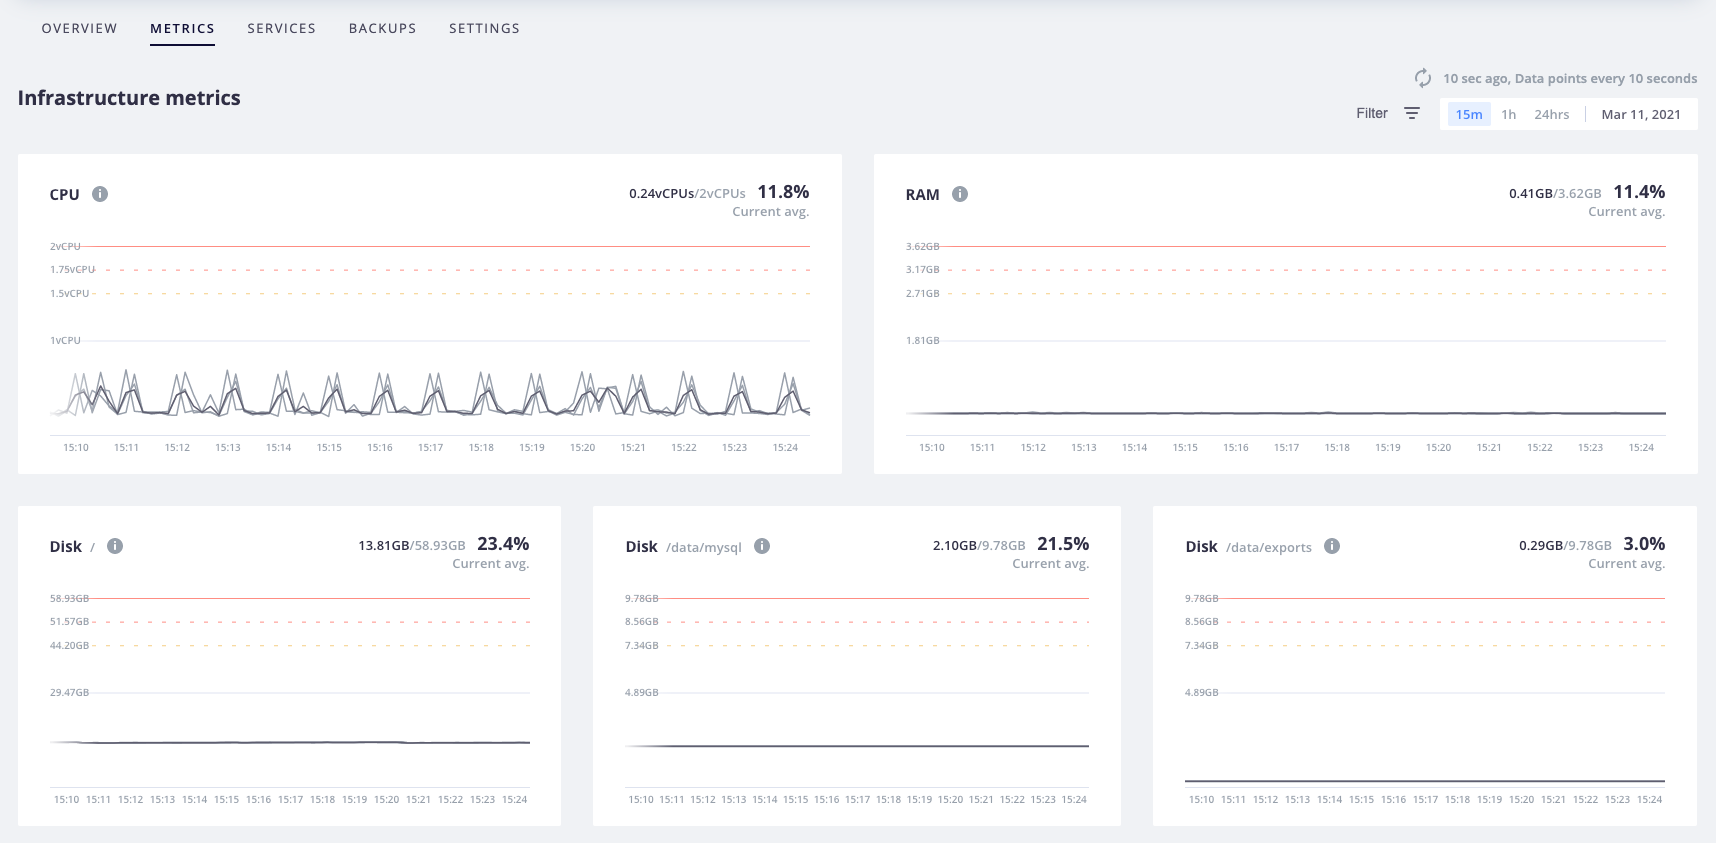 OVERVIEW METRICS SERVICES BACKUPS SETTINGS
10 sec ago, Data points every 10 seconds
Infrastructure metrics
Filter 15m 1h 24hrs Mar 11, 2021
CPU 0.24vCPUs/2vCPUs 11.8%
Current avg.
2vCPU
1.75vCPU
1.5vCPU
1vCPU
15:10 15:11 15:12 15:13 15:14 15:15 15:16 15:17 15:18 15:19 15:20 15:21 15:22 15:23 15:24
RAM 0.41GB/3.62GB 11.4%
Current avg.
3.62GB
3.17GB
2.71GB
1.81GB
15:10 15:11 15:12 15:13 15:14 15:15 15:16 15:17 15:18 15:19 15:20 15:21 15:22 15:23 15:24
Disk / 13.81GB/58.93GB 23.4%
Current avg.
58.93GB
51.57GB
44.20GB
29.47GB
15:10 15:11 15:12 15:13 15:14 15:15 15:16 15:17 15:18 15:19 15:20 15:21 15:22 15:23 15:24
Disk /data/mysql 2.10GB/9.78GB 21.5%
Current avg.
9.78GB
8.56GB
7.34GB
4.89GB
15:10 15:11 15:12 15:13 15:14 15:15 15:16 15:17 15:18 15:19 15:20 15:21 15:22 15:23 15:24
Disk /data/exports 0.29GB/9.78GB 3.0%
Current avg.
9.78GB
8.56GB
7.34GB
4.89GB
15:10 15:11 15:12 15:13 15:14 15:15 15:16 15:17 15:18 15:19 15:20 15:21 15:22 15:23 15:24